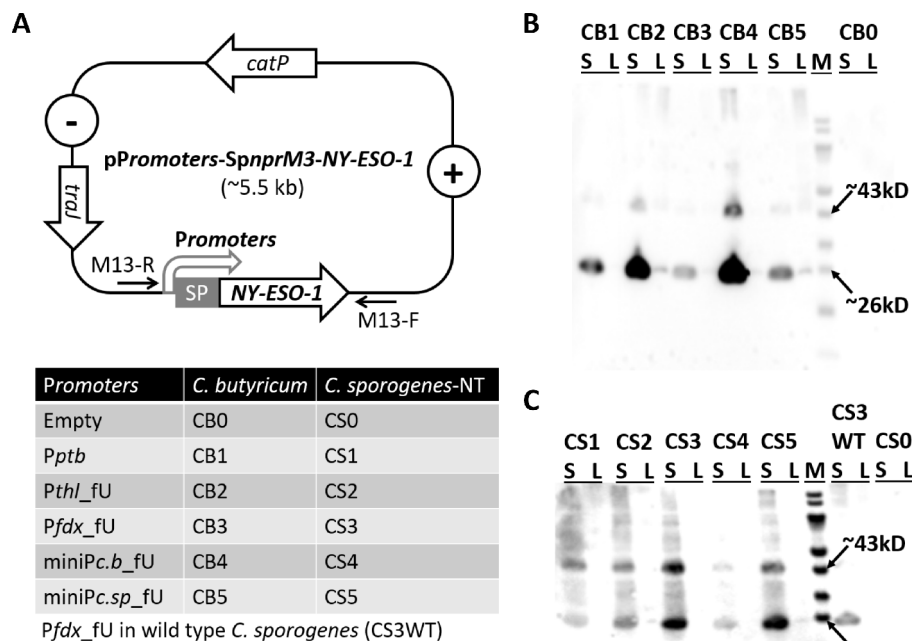 A
catP
-
pPromoters-SpnprM3-NY-ESO-1
(~5.5 kb)
+
traJ
Promoters
M13-R
SP
NY-ESO-1
M13-F
Promoters C. butyricum C. sporogenes-NT
Empty CB0 CS0
Pptb CB1 CS1
Pthl_fU CB2 CS2
Pfdx_fU CB3 CS3
miniPc.b_fU CB4 CS4
miniPc.sp_fU CB5 CS5
Pfdx_fU in wild type C. sporogenes (CS3WT)
B
CB1 CB2 CB3 CB4 CB5 CB0
S L S L S L S L S L M S L
~43kD
~26kD
C
CS3
CS1 CS2 CS3 CS4 CS5 WT CS0
S L S L S L S L S L M S L S L
~43kD